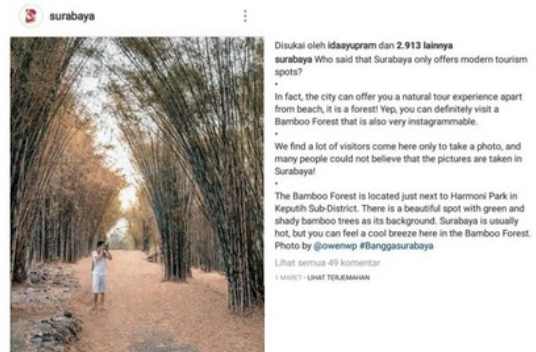 surabaya
Disukai oleh idaayupram dan 2.913 lainnya
surabaya Who said that Surabaya only offers modern tourism
spots?
•
In fact, the city can offer you a natural tour experience apart
from beach, it is a forest! Yep, you can definitely visit a
Bamboo Forest that is also very instagrammable.
•
We find a lot of visitors come here only to take a photo, and
many people could not believe that the pictures are taken in
Surabaya!
•
The Bamboo Forest is located just next to Harmoni Park in
Keputih Sub-District. There is a beautiful spot with green and
shady bamboo trees as its background. Surabaya is usually
hot, but you can feel a cool breeze here in the Bamboo Forest.
Photo by @owenwp #Banggasurabaya
Lihat semua 49 komentar
1 MARET • LIHAT TERJEMAHAN